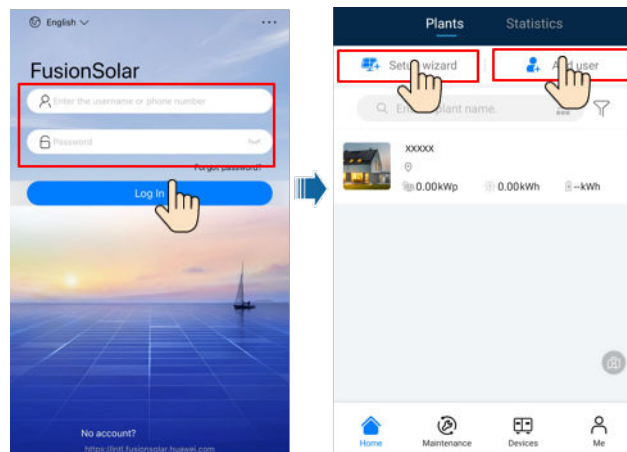 English
FusionSolar
Enter the username or phone number
Password
Forgot password?
Log In
No account?
https://intl.fusionsolar.huawei.com
Plants Statistics
Setup wizard
Add user
Enter plant name.
xxxxx
0.00kWp 0.00kWh --kWh
Home Maintenance Devices Me